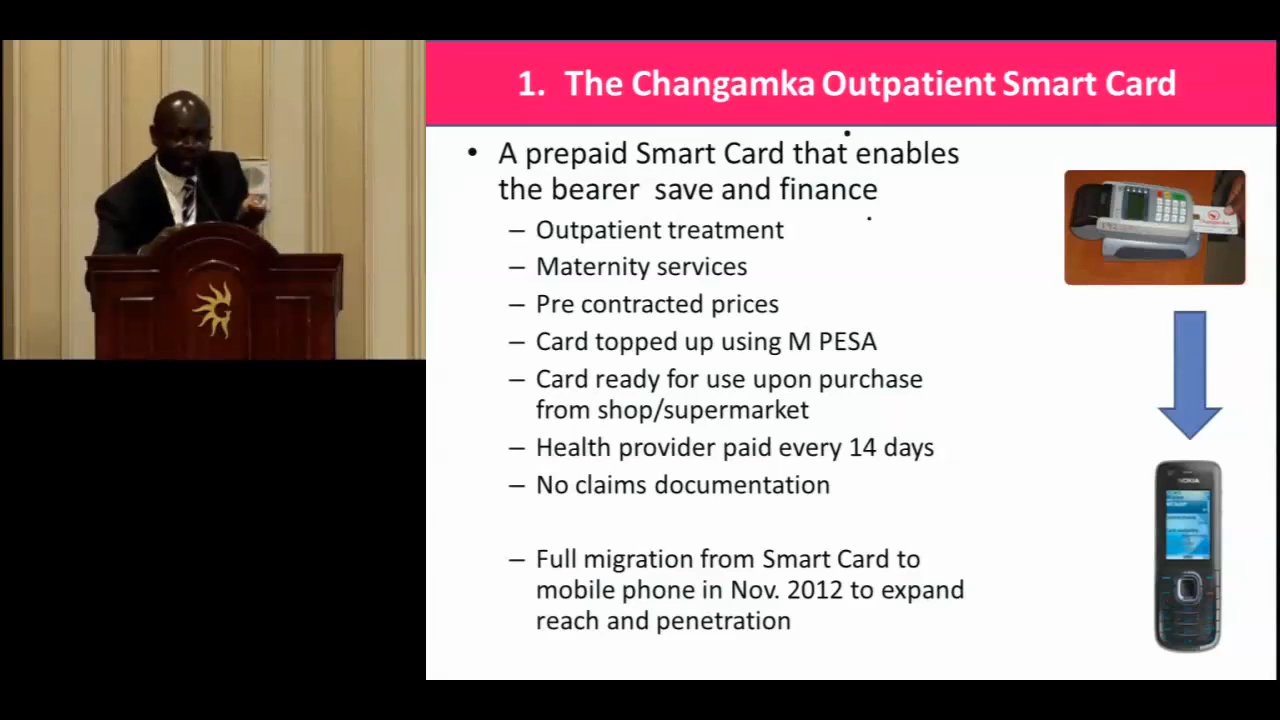 1. The Changamka Outpatient Smart Card
• A prepaid Smart Card that enables
the bearer save and finance
– Outpatient treatment
– Maternity services
– Pre contracted prices
– Card topped up using M PESA
– Card ready for use upon purchase
from shop/supermarket
– Health provider paid every 14 days
– No claims documentation
– Full migration from Smart Card to
mobile phone in Nov. 2012 to expand
reach and penetration
NOKIA